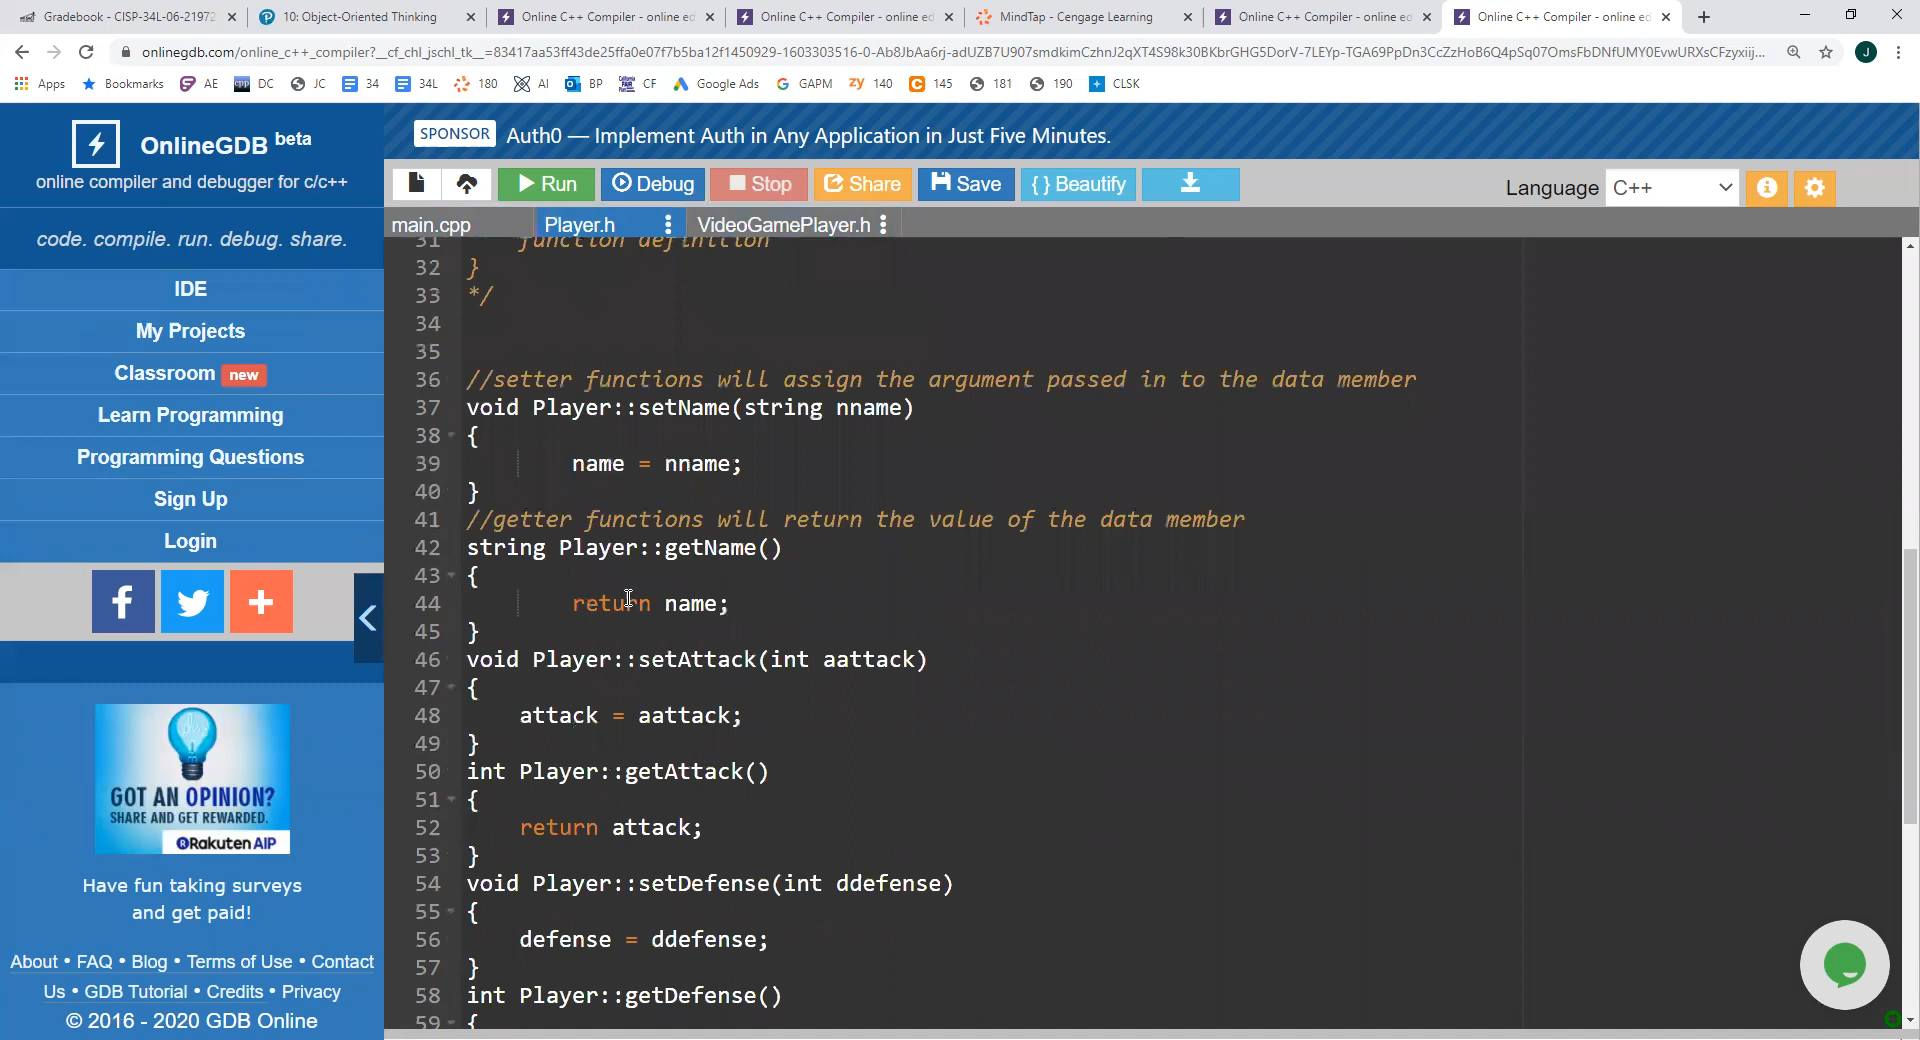 Gradebook - CISP-34L-06-21972
10: Object-Oriented Thinking
Online C++ Compiler - online ed
Online C++ Compiler - online ed
MindTap - Cengage Learning
Online C++ Compiler - online ed
Online C++ Compiler - online ed
onlinegdb.com/online_c++_compiler?__cf_chl_jschl_tk__=83417aa53ff43de25ffa0e07f7b5ba12f1450929-1603303516-0-Ab8JbAa6rj-adUZB7U907smdkimCzhnJ2qXT4S98k30BKbrGHG5DorV-7LEYp-TGA69PpDn3CcZzHoB6Q4pSq07OmsFbDNfUMY0EvwURXsCFzyxiij...
J
Apps Bookmarks AE DC JC 34 34L 180 AI BP CF Google Ads GAPM 140 145 181 190 CLSK
OnlineGDB beta
online compiler and debugger for c/c++
code. compile. run. debug. share.
IDE
My Projects
Classroom new
Learn Programming
Programming Questions
Sign Up
Login
GOT AN OPINION?
SHARE AND GET REWARDED.
Rakuten AIP
Have fun taking surveys
and get paid!
About • FAQ • Blog • Terms of Use • Contact
Us • GDB Tutorial • Credits • Privacy
© 2016 - 2020 GDB Online
SPONSOR Auth0 — Implement Auth in Any Application in Just Five Minutes.
Run Debug Stop Share Save { } Beautify
Language C++
main.cpp Player.h VideoGamePlayer.h
31 function definition
32 }
33 */
34
35
36 //setter functions will assign the argument passed in to the data member
37 void Player::setName(string nname)
38 {
39 name = nname;
40 }
41 //getter functions will return the value of the data member
42 string Player::getName()
43 {
44 return name;
45 }
46 void Player::setAttack(int aattack)
47 {
48 attack = aattack;
49 }
50 int Player::getAttack()
51 {
52 return attack;
53 }
54 void Player::setDefense(int ddefense)
55 {
56 defense = ddefense;
57 }
58 int Player::getDefense()
59 {